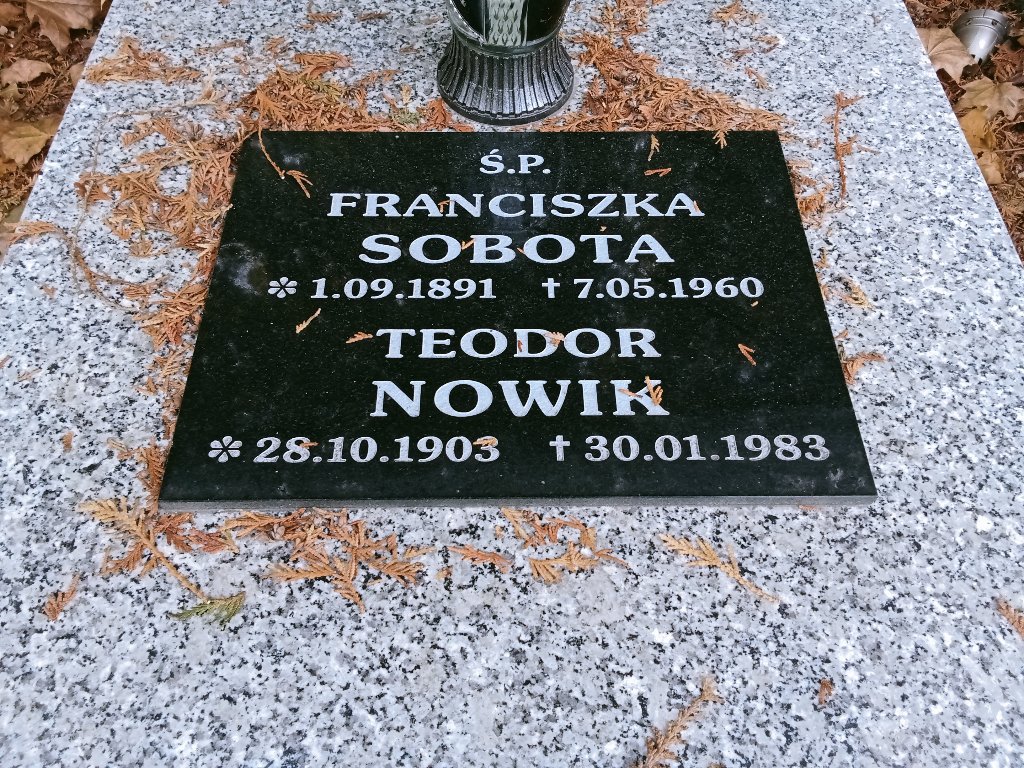 Ś.P.
FRANCISZKA
SOBOTA
✽ 1.09.1891 † 7.05.1960
TEODOR
NOWIK
✽ 28.10.1903 † 30.01.1983